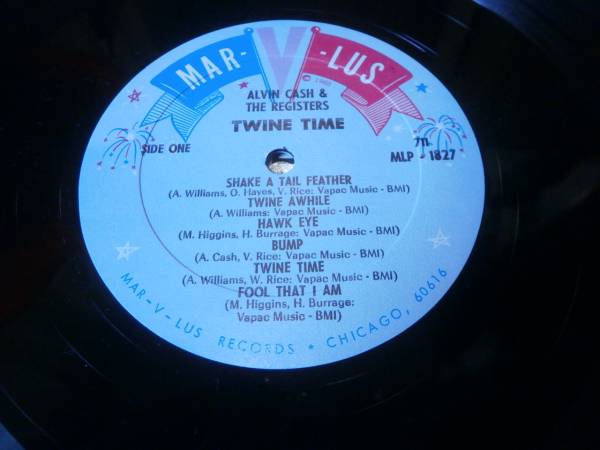 MAR-V-LUS
ALVIN CASH &
THE REGISTERS
TWINE TIME
SIDE ONE
MLP - 1827
SHAKE A TAIL FEATHER
(A. Williams, O. Hayes, V. Rice: Vapac Music - BMI)
TWINE AWHILE
(A. Williams: Vapac Music - BMI)
HAWK EYE
(M. Higgins, H. Burrage: Vapac Music - BMI)
BUMP
(A. Cash, V. Rice: Vapac Music - BMI)
TWINE TIME
(A. Williams, W. Rice: Vapac Music - BMI)
FOOL THAT I AM
(M. Higgins, H. Burrage:
Vapac Music - BMI)
MAR-V-LUS RECORDS * CHICAGO, 60616